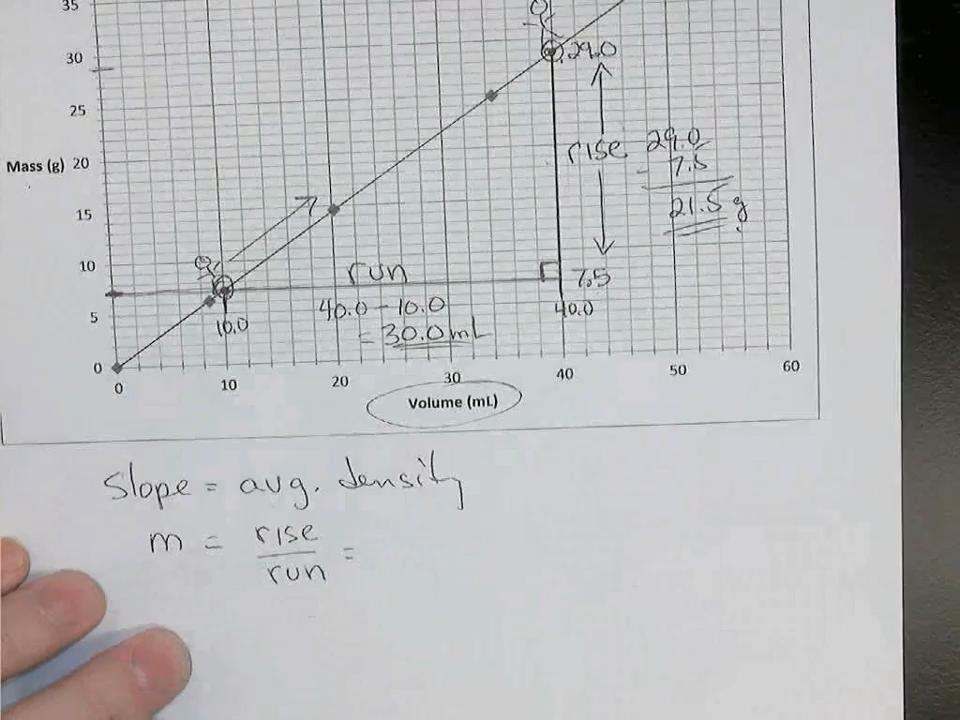 35
30
25
Mass (g) 20
15
10
5
0
0 10 20 30 40 50 60
Volume (mL)
29.0
rise
29.0
- 7.5
21.5 g
7.5
40.0
run
40.0 - 10.0
= 30.0 mL
10.0
Slope = avg. density
m = rise
run =